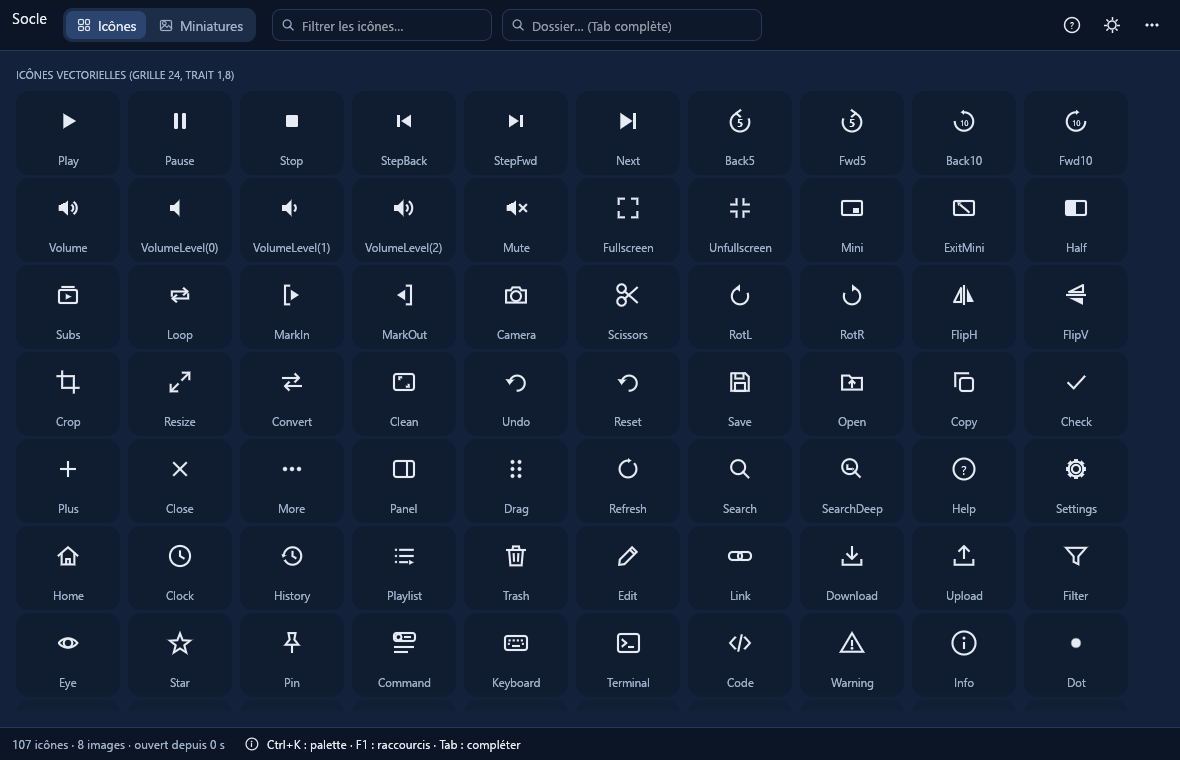 Socle
Icônes
Miniatures
Filtrer les icônes...
Dossier... (Tab complète)
?
ICÔNES VECTORIELLES (GRILLE 24, TRAIT 1,8)
5 5 10 10
Play Pause Stop StepBack StepFwd Next Back5 Fwd5 Back10 Fwd10
Volume VolumeLevel(0) VolumeLevel(1) VolumeLevel(2) Mute Fullscreen Unfullscreen Mini ExitMini Half
Subs Loop MarkIn MarkOut Camera Scissors RotL RotR FlipH FlipV
Crop Resize Convert Clean Undo Reset Save Open Copy Check
?
Plus Close More Panel Drag Refresh Search SearchDeep Help Settings
Home Clock History Playlist Trash Edit Link Download Upload Filter
Eye Star Pin Command Keyboard Terminal Code Warning Info Dot
107 icônes · 8 images · ouvert depuis 0 s
Ctrl+K : palette · F1 : raccourcis · Tab : compléter